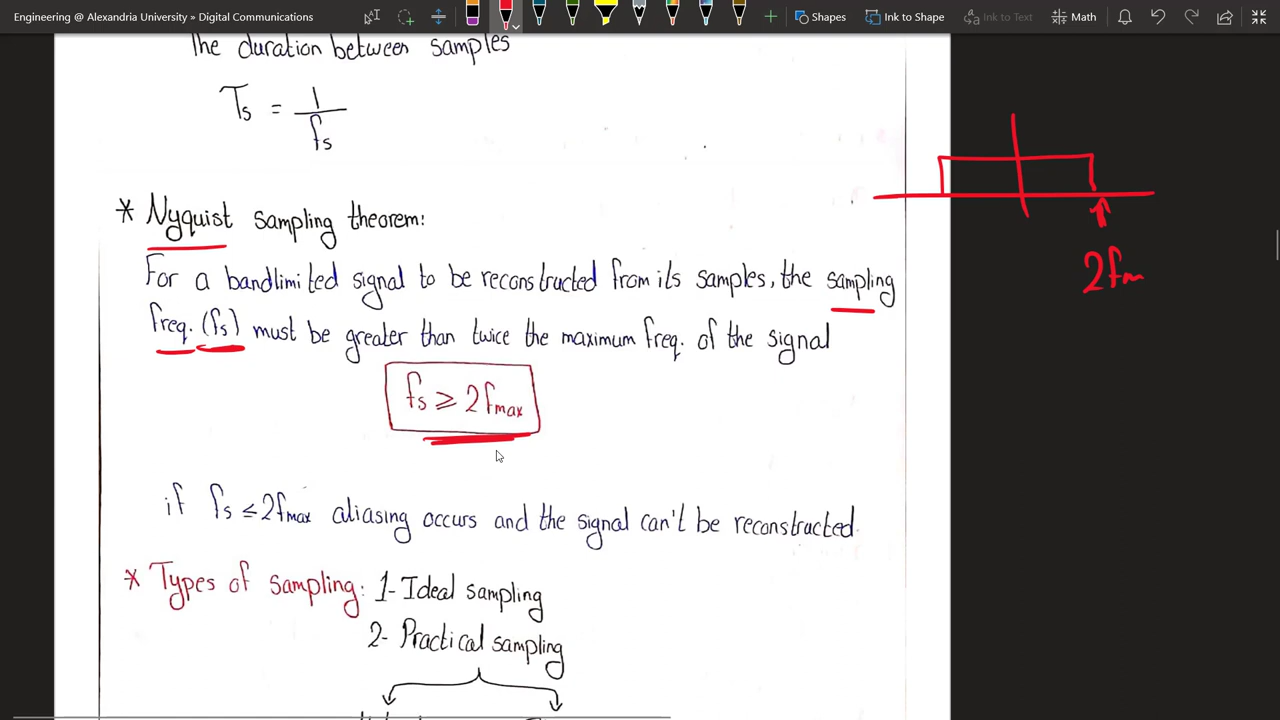 Engineering @ Alexandria University » Digital Communications
Shapes
Ink to Shape
Ink to Text
Math
The duration between samples
Ts = 1/fs
* Nyquist sampling theorem:
For a bandlimited signal to be reconstructed from its samples, the sampling
freq. (fs) must be greater than twice the maximum freq. of the signal
fs ⩾ 2fmax
2fm
if fs ≤ 2fmax aliasing occurs and the signal can't be reconstructed.
* Types of sampling: 1- Ideal sampling
2- Practical sampling